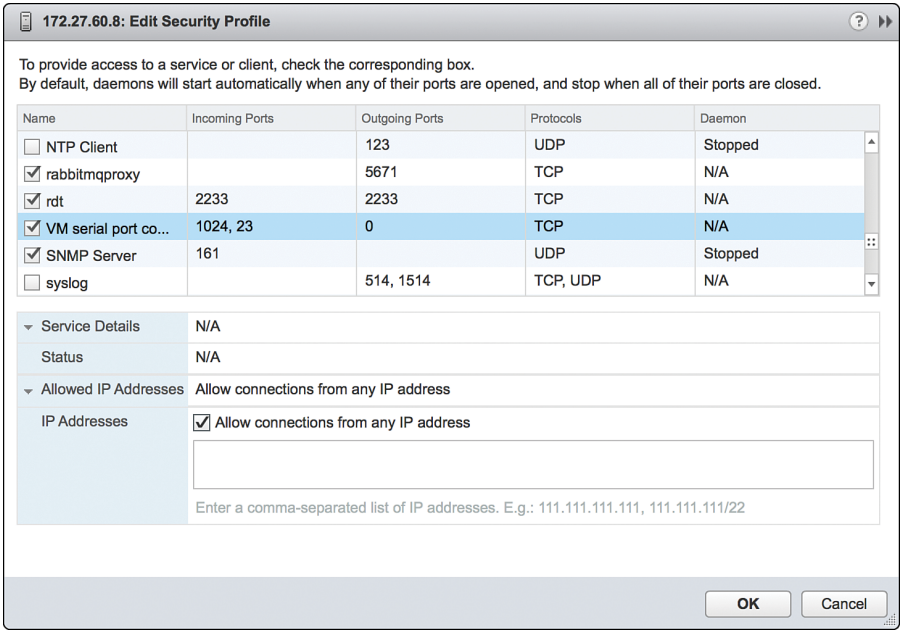 172.27.60.8: Edit Security Profile ?
To provide access to a service or client, check the corresponding box.
By default, daemons will start automatically when any of their ports are opened, and stop when all of their ports are closed.
Name Incoming Ports Outgoing Ports Protocols Daemon
NTP Client 123 UDP Stopped
rabbitmqproxy 5671 TCP N/A
rdt 2233 2233 TCP N/A
VM serial port co... 1024, 23 0 TCP N/A
SNMP Server 161 UDP Stopped
syslog 514, 1514 TCP, UDP N/A
Service Details N/A
Status N/A
Allowed IP Addresses Allow connections from any IP address
IP Addresses Allow connections from any IP address
Enter a comma-separated list of IP addresses. E.g.: 111.111.111.111, 111.111.111/22
OK Cancel